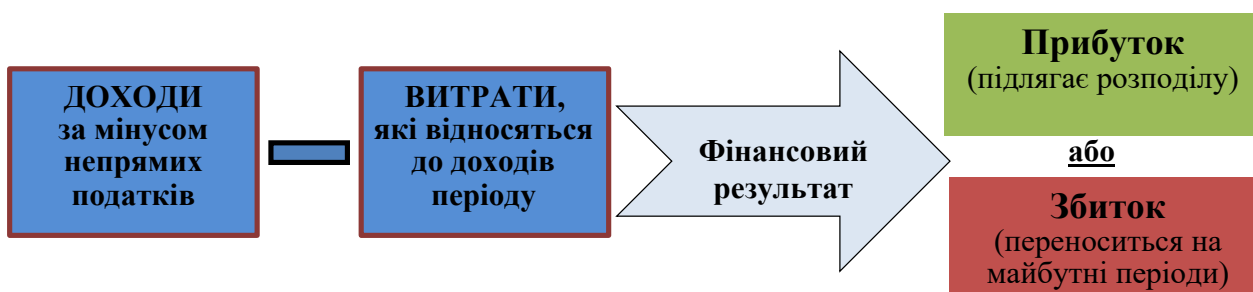 ДОХОДИ
за мінусом
непрямих
податків
ВИТРАТИ,
які відносяться
до доходів
періоду
Фінансовий
результат
Прибуток
(підлягає розподілу)
або
Збиток
(переноситься на
майбутні періоди)